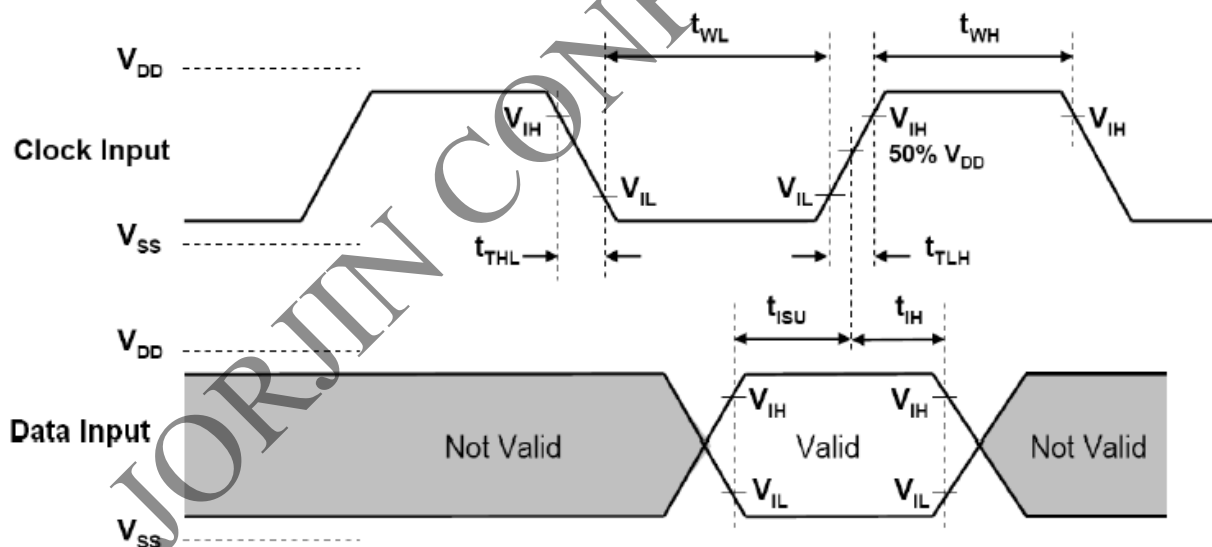 t_WL
t_WH
V_DD
V_IH
V_IH
V_IH
Clock Input
50% V_DD
V_IL
V_IL
V_SS
t_THL
t_TLH
t_ISU
t_IH
V_DD
V_IH
V_IH
Data Input
Not Valid
Valid
Not Valid
V_IL
V_IL
V_SS
JORJIN